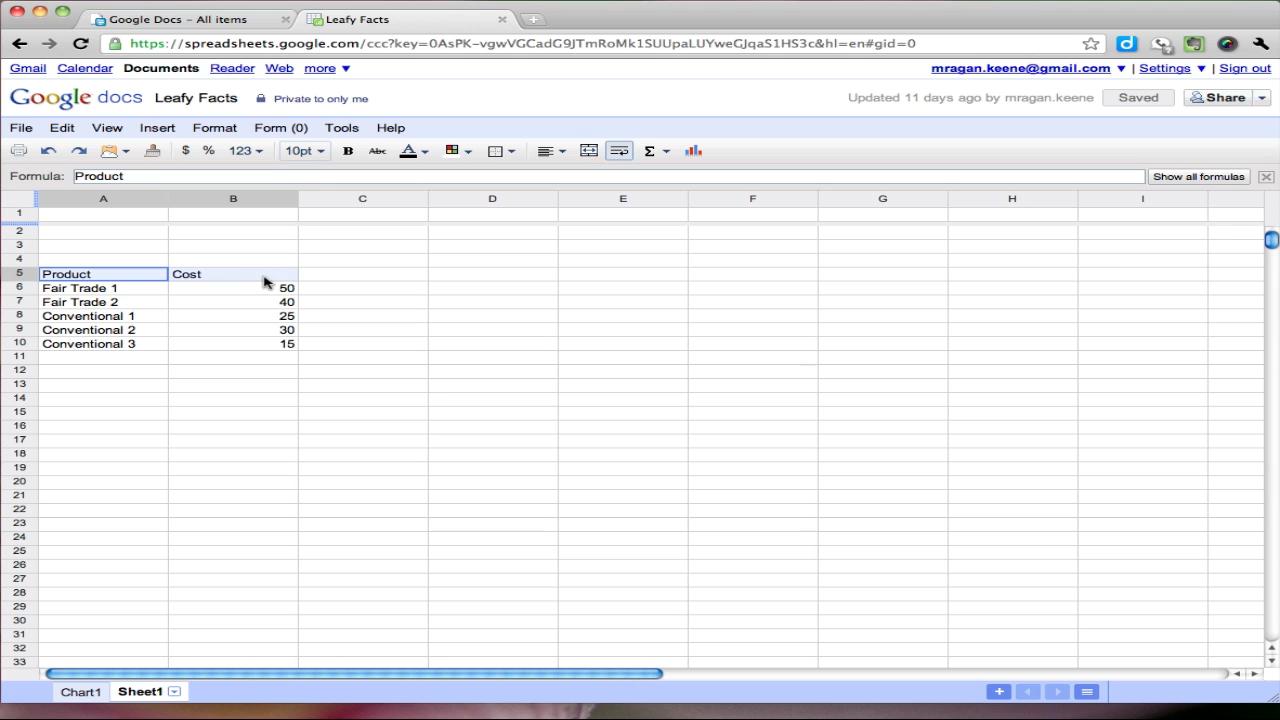 Google Docs - All items
Leafy Facts
https://spreadsheets.google.com/ccc?key=0AsPK-vgwVGCadG9JTmRoMk1SUUpaLUYweGJqaS1HS3c&hl=en#gid=0
Gmail Calendar Documents Reader Web more ▼ mragan.keene@gmail.com ▼ | Settings ▼ | Sign out
Google docs Leafy Facts Private to only me Updated 11 days ago by mragan.keene Saved Share
File Edit View Insert Format Form (0) Tools Help
$ % 123 10pt B Abc A Σ
Formula: Product Show all formulas
A B C D E F G H I
1
2
3
4
5 Product Cost
6 Fair Trade 1 50
7 Fair Trade 2 40
8 Conventional 1 25
9 Conventional 2 30
10 Conventional 3 15
11
12
13
14
15
16
17
18
19
20
21
22
23
24
25
26
27
28
29
30
31
32
33
Chart1 Sheet1